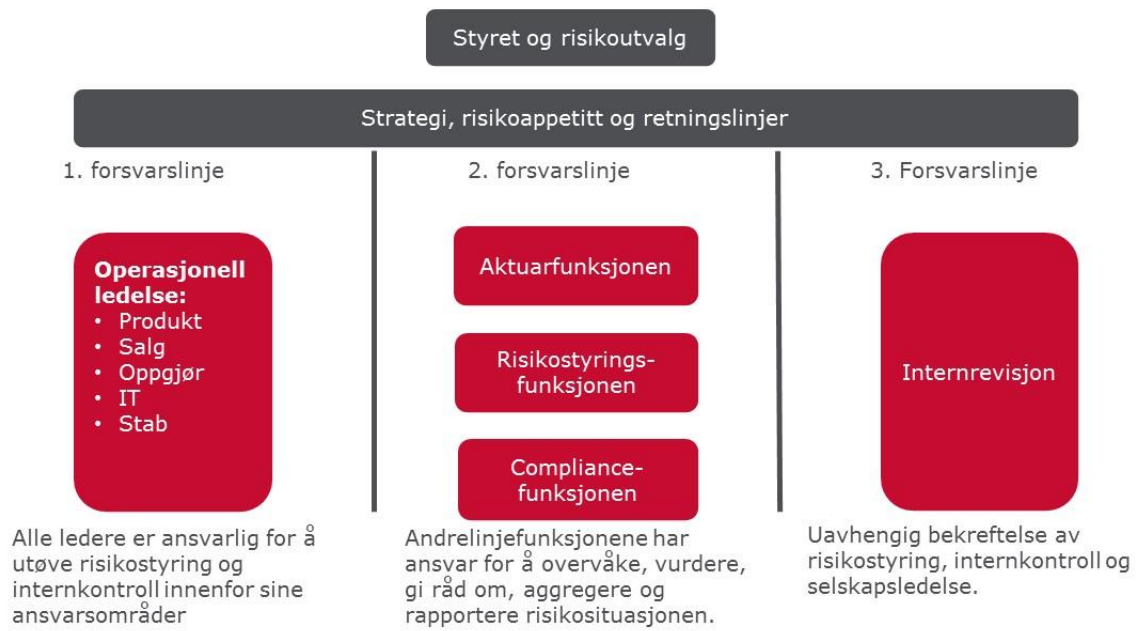 Styret og risikoutvalg
Strategi, risikoappetitt og retningslinjer
1. forsvarslinje
Operasjonell
ledelse:
• Produkt
• Salg
• Oppgjør
• IT
• Stab
Alle ledere er ansvarlig for å
utøve risikostyring og
internkontroll innenfor sine
ansvarsområder
2. forsvarslinje
Aktuarfunksjonen
Risikostyrings-
funksjonen
Compliance-
funksjonen
Andrelinjefunksjonene har
ansvar for å overvåke, vurdere,
gi råd om, aggregere og
rapportere risikosituasjonen.
3. Forsvarslinje
Internrevisjon
Uavhengig bekreftelse av
risikostyring, internkontroll og
selskapsledelse.